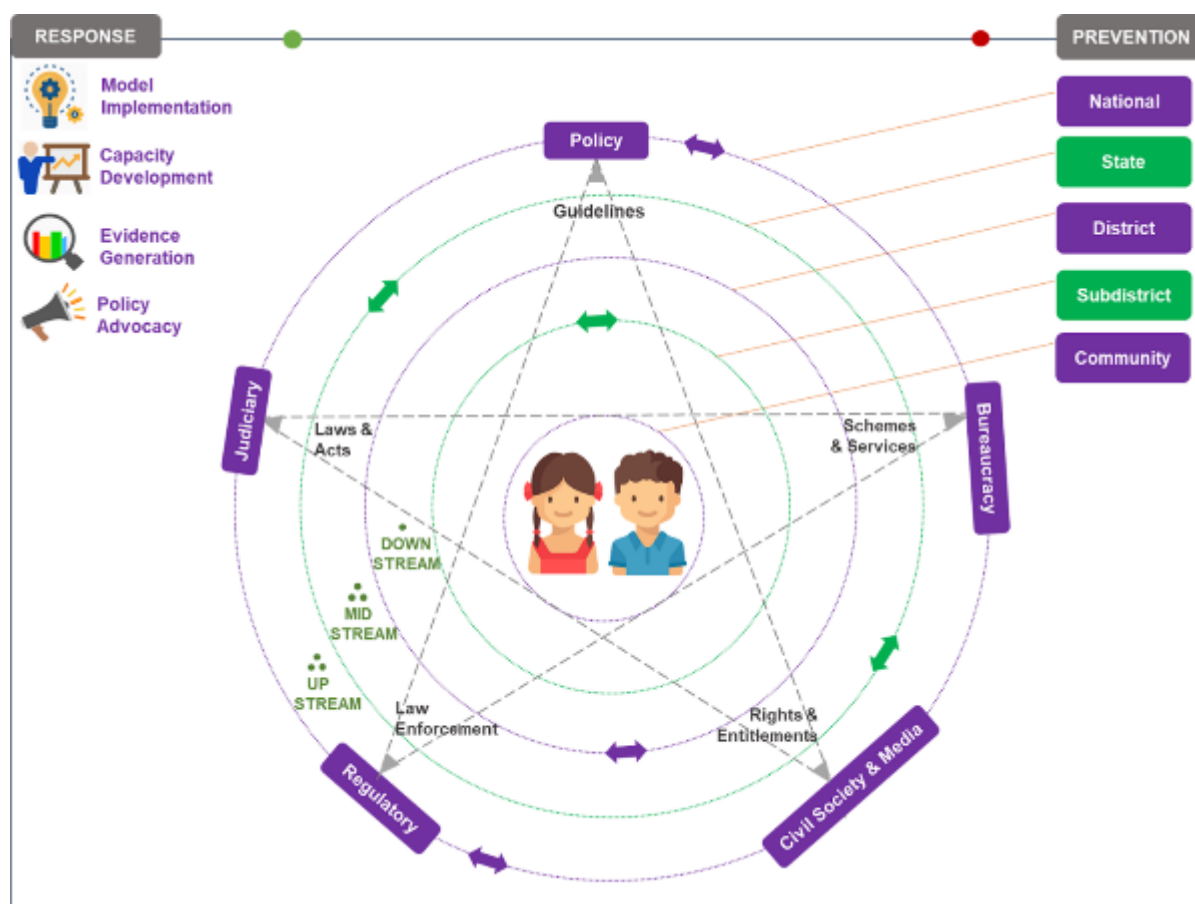 RESPONSE
PREVENTION
Model
Implementation
Capacity
Development
Evidence
Generation
Policy
Advocacy
National
State
District
Subdistrict
Community
Policy
Guidelines
Judiciary
Laws &
Acts
Schemes
& Services
Bureaucracy
DOWN
STREAM
MID
STREAM
UP
STREAM
Law
Enforcement
Rights &
Entitlements
Regulatory
Civil Society & Media